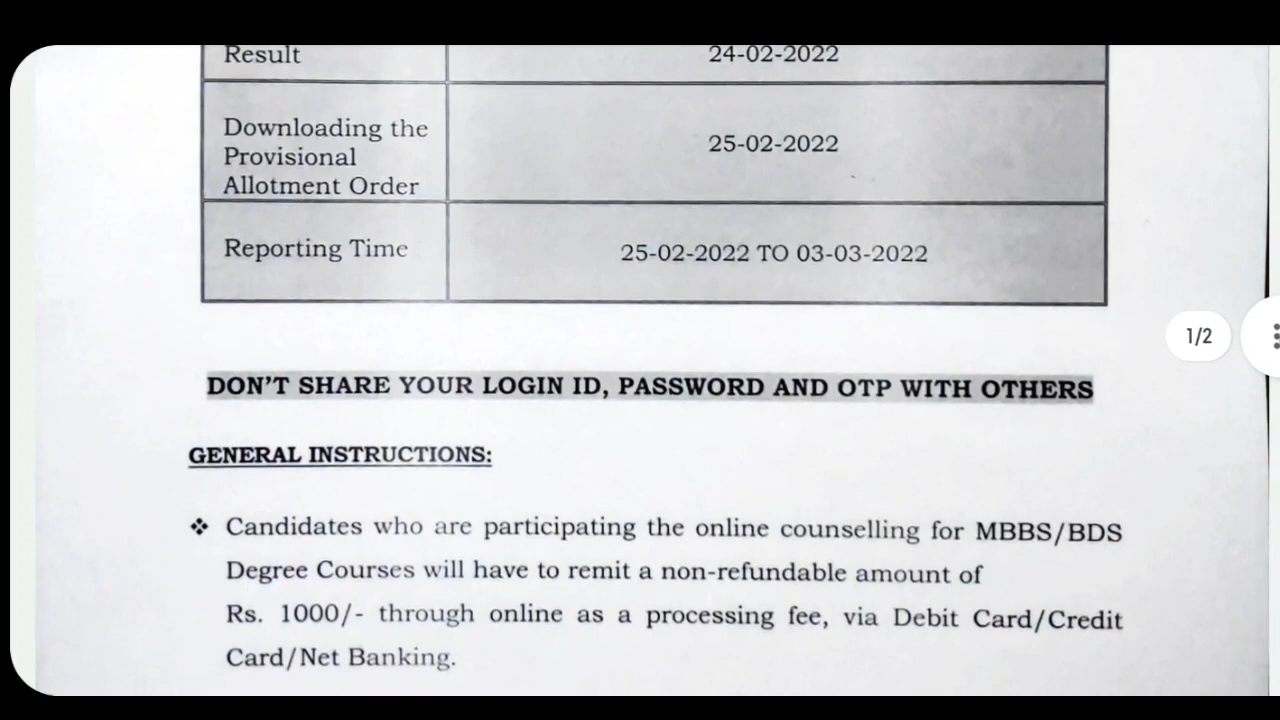 Result
24-02-2022
Downloading the
Provisional
Allotment Order
25-02-2022
Reporting Time
25-02-2022 TO 03-03-2022
1/2
DON'T SHARE YOUR LOGIN ID, PASSWORD AND OTP WITH OTHERS
GENERAL INSTRUCTIONS:
❖ Candidates who are participating the online counselling for MBBS/BDS
Degree Courses will have to remit a non-refundable amount of
Rs. 1000/- through online as a processing fee, via Debit Card/Credit
Card/Net Banking.